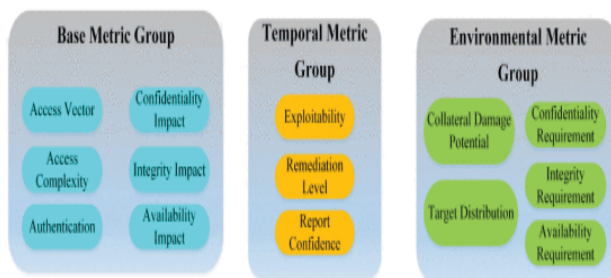 Base Metric Group
Access Vector
Confidentiality
Impact
Access
Complexity
Integrity Impact
Authentication
Availability
Impact
Temporal Metric
Group
Exploitability
Remediation
Level
Report
Confidence
Environmental Metric
Group
Collateral Damage
Potential
Confidentiality
Requirement
Target Distribution
Integrity
Requirement
Availability
Requirement